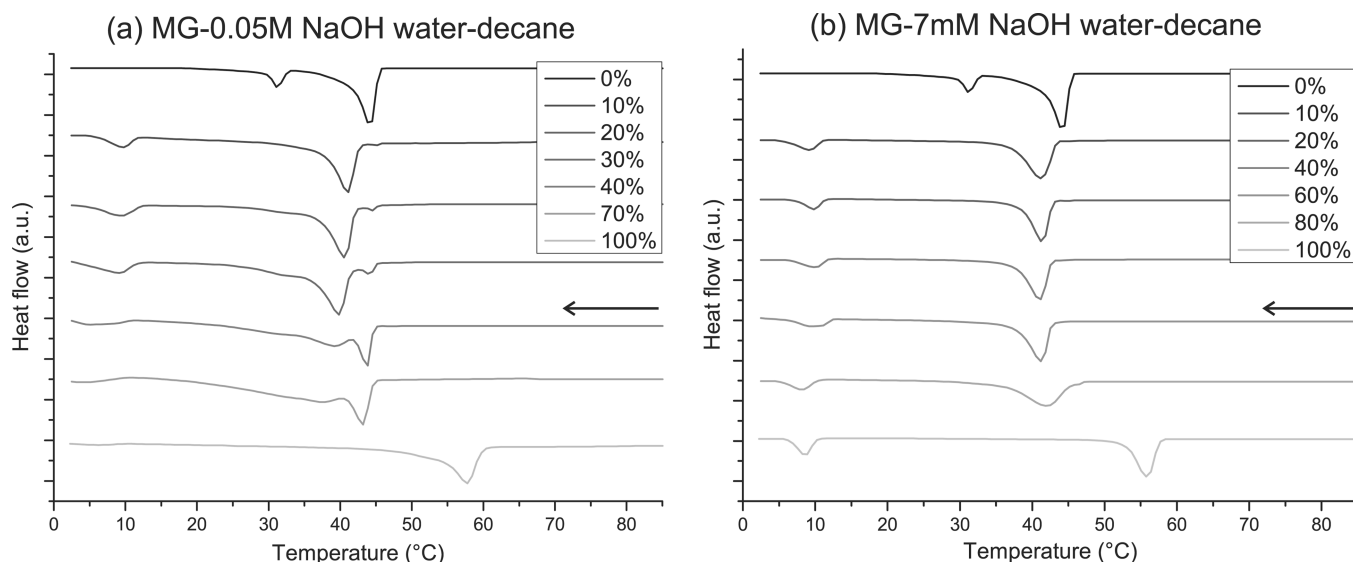 (a) MG-0.05M NaOH water-decane
0%
10%
20%
30%
40%
70%
100%
Heat flow (a.u.)
0 10 20 30 40 50 60 70 80
Temperature (°C)
(b) MG-7mM NaOH water-decane
0%
10%
20%
40%
60%
80%
100%
Heat flow (a.u.)
0 10 20 30 40 50 60 70 80
Temperature (°C)